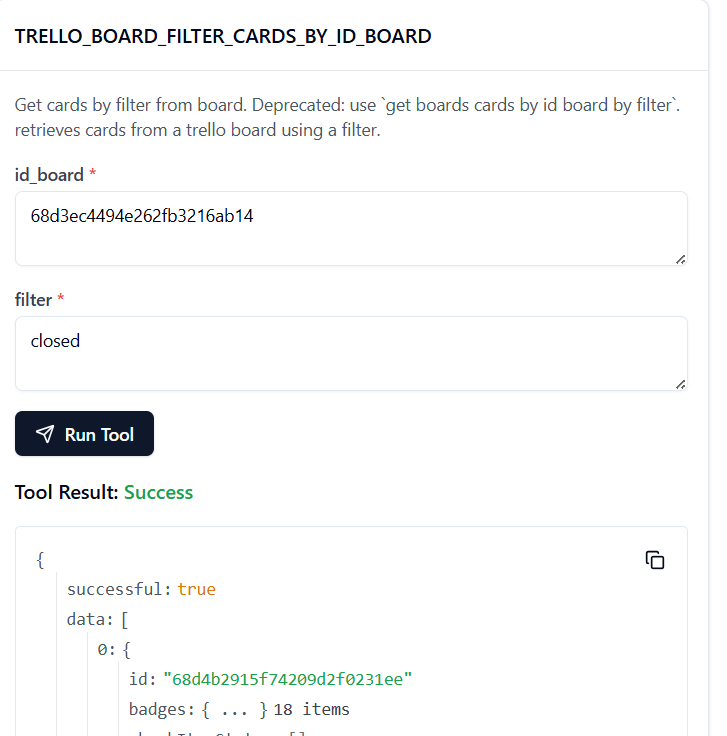 TRELLO_BOARD_FILTER_CARDS_BY_ID_BOARD
Get cards by filter from board. Deprecated: use `get boards cards by id board by filter`.
retrieves cards from a trello board using a filter.
id_board *
68d3ec4494e262fb3216ab14
filter *
closed
Run Tool
Tool Result: Success
{
successful: true
data: [
0: {
id: "68d4b2915f74209d2f0231ee"
badges: { ... } 18 items